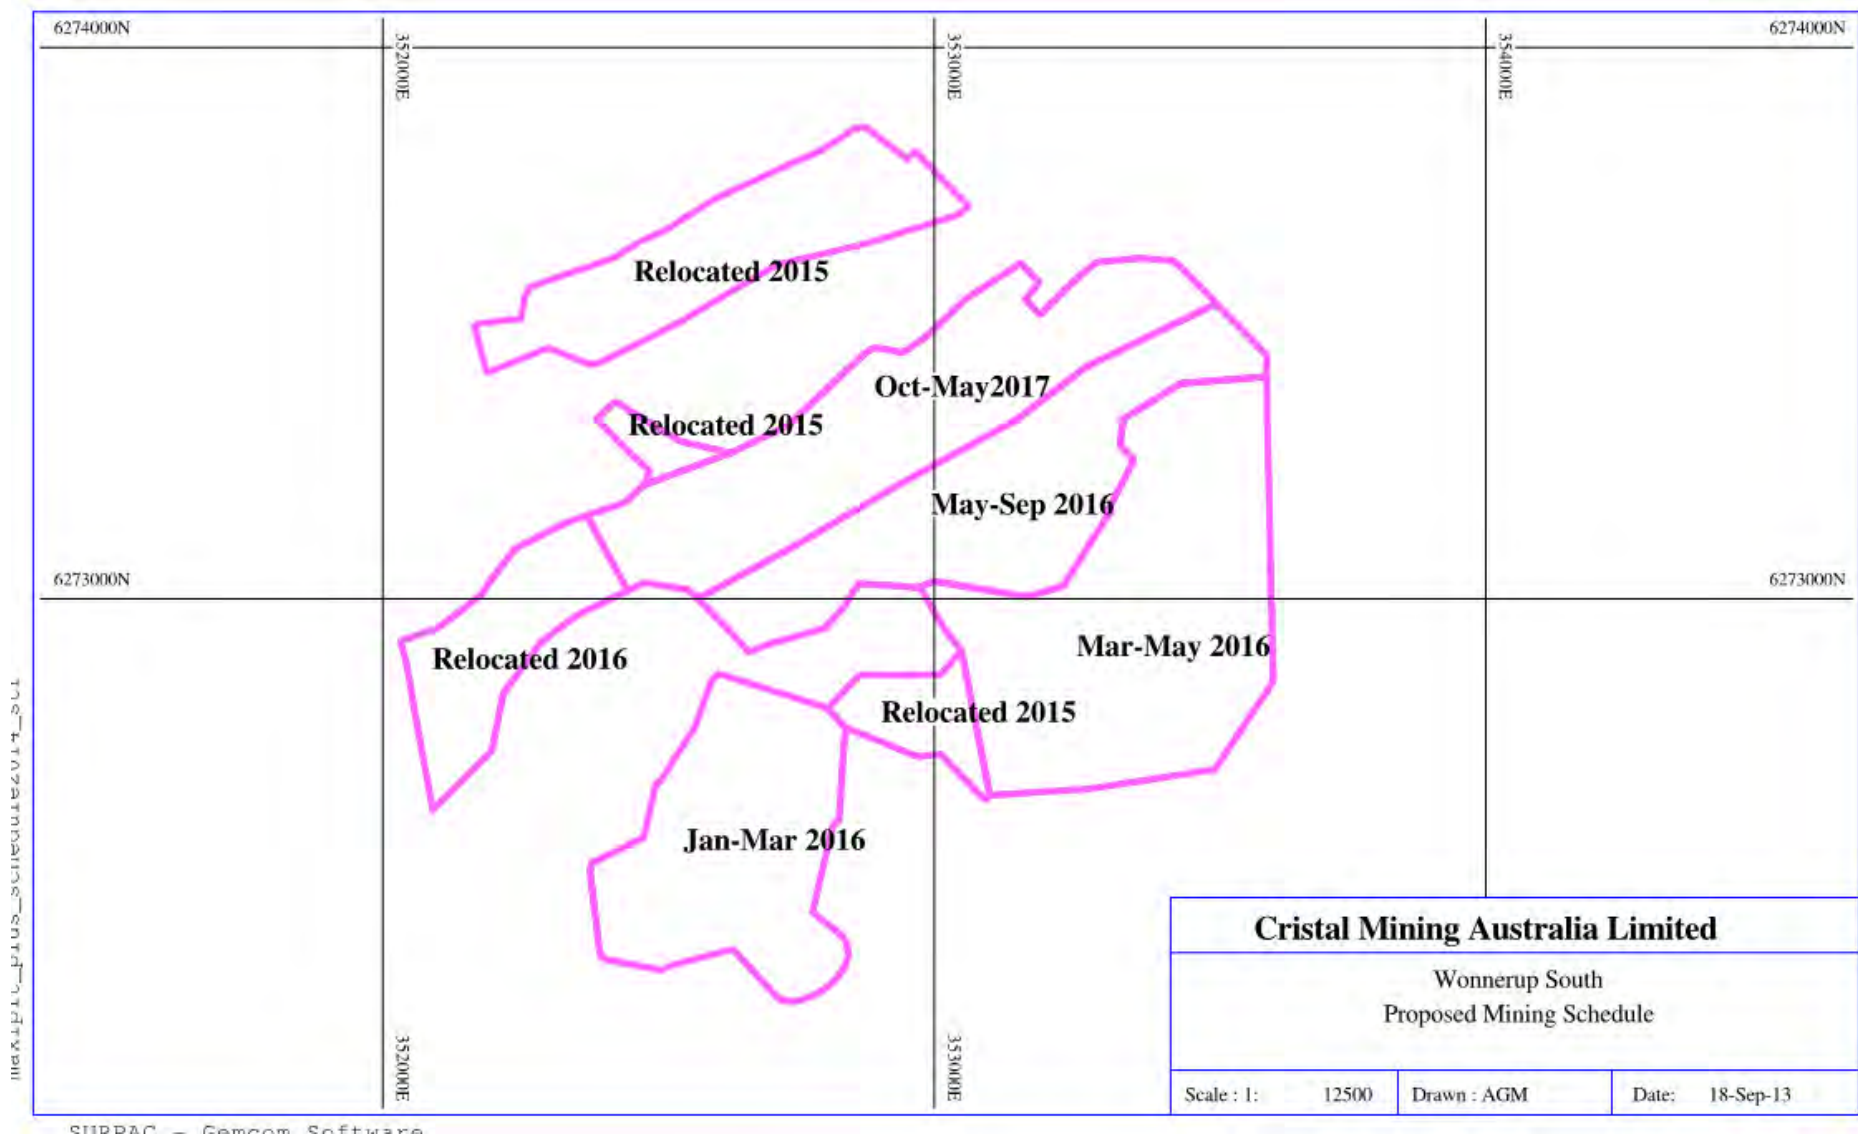 6274000N
352000E
353000E
354000E
6274000N
Relocated 2015
Oct-May2017
Relocated 2015
May-Sep 2016
6273000N
6273000N
Mar-May 2016
Relocated 2016
Relocated 2015
Jan-Mar 2016
352000E
353000E
Cristal Mining Australia Limited
Wonnerup South
Proposed Mining Schedule
Scale : 1: 12500
Drawn : AGM
Date: 18-Sep-13
SURPAC - Gemcom Software